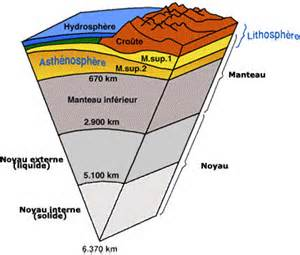 Hydrosphère
Lithosphère
Croûte
Asthénosphère
M.sup.1
M.sup.2
670 km
Manteau
Manteau inférieur
2.900 km
Noyau externe
(liquide)
Noyau
5.100 km
Noyau interne
(solide)
6.370 km